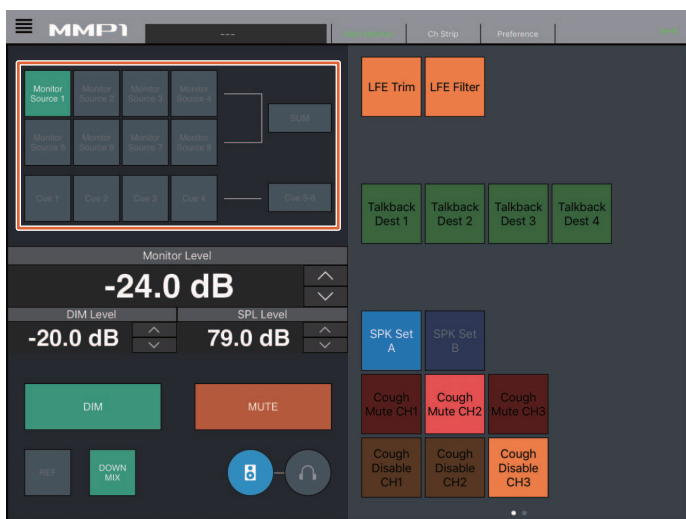 MMP1
---
Ch Strip
Preference
Monitor
Source 1
Monitor
Source 2
Monitor
Source 3
Monitor
Source 4
SUM
Monitor
Source 5
Monitor
Source 6
Monitor
Source 7
Monitor
Source 8
Cue 1
Cue 2
Cue 3
Cue 4
Cue 5-8
Monitor Level
-24.0 dB
DIM Level
SPL Level
-20.0 dB
79.0 dB
DIM
MUTE
REF
DOWN
MIX
LFE Trim
LFE Filter
Talkback
Dest 1
Talkback
Dest 2
Talkback
Dest 3
Talkback
Dest 4
SPK Set
A
SPK Set
B
Cough
Mute CH1
Cough
Mute CH2
Cough
Mute CH3
Cough
Disable
CH1
Cough
Disable
CH2
Cough
Disable
CH3